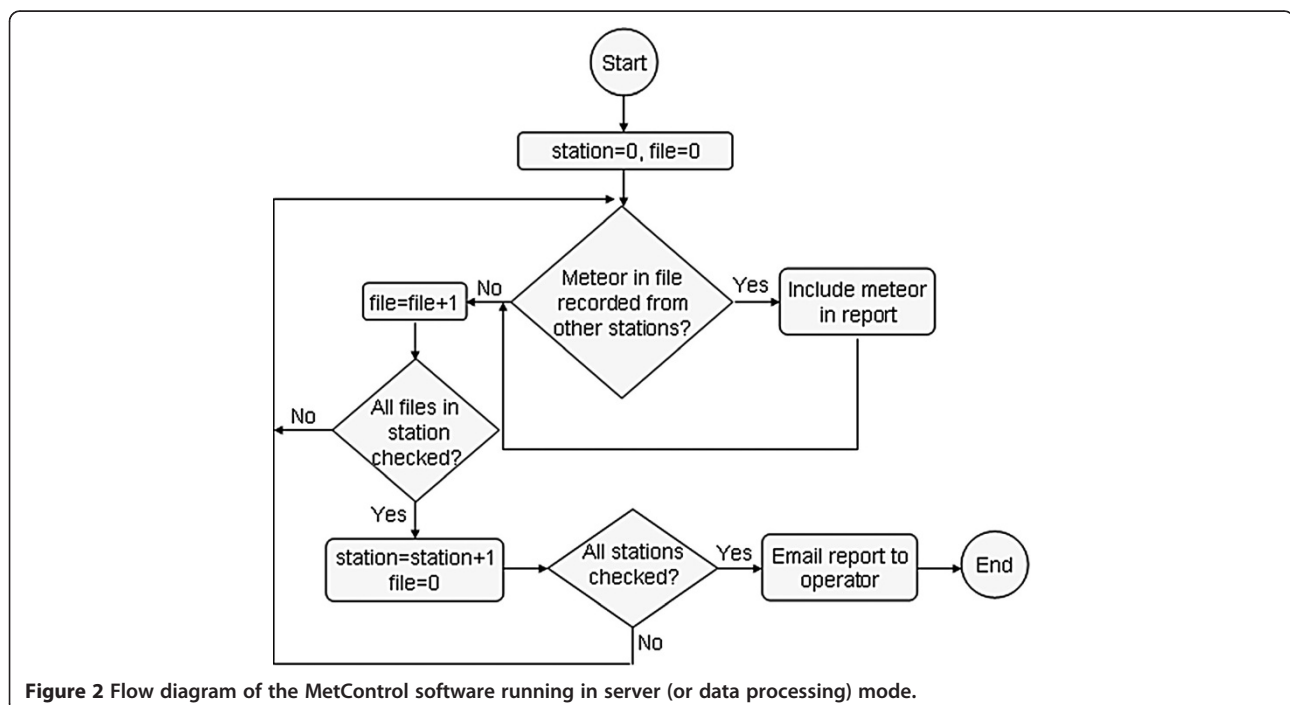 Start
station=0, file=0
Meteor in file
recorded from
other stations?
No
Yes
file=file+1
Include meteor
in report
All files in
station
checked?
No
Yes
station=station+1
file=0
All stations
checked?
Yes
No
Email report to
operator
End
Figure 2 Flow diagram of the MetControl software running in server (or data processing) mode.